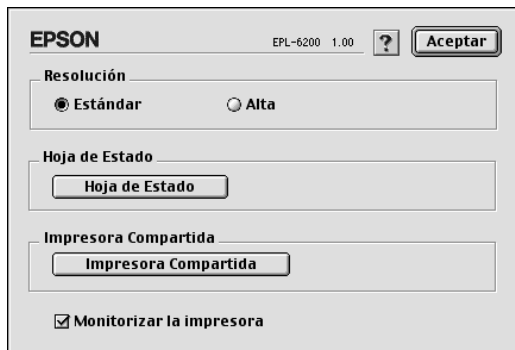 EPSON EPL-6200 1.00 ? Aceptar
Resolución
Estándar Alta
Hoja de Estado
Hoja de Estado
Impresora Compartida
Impresora Compartida
Monitorizar la impresora